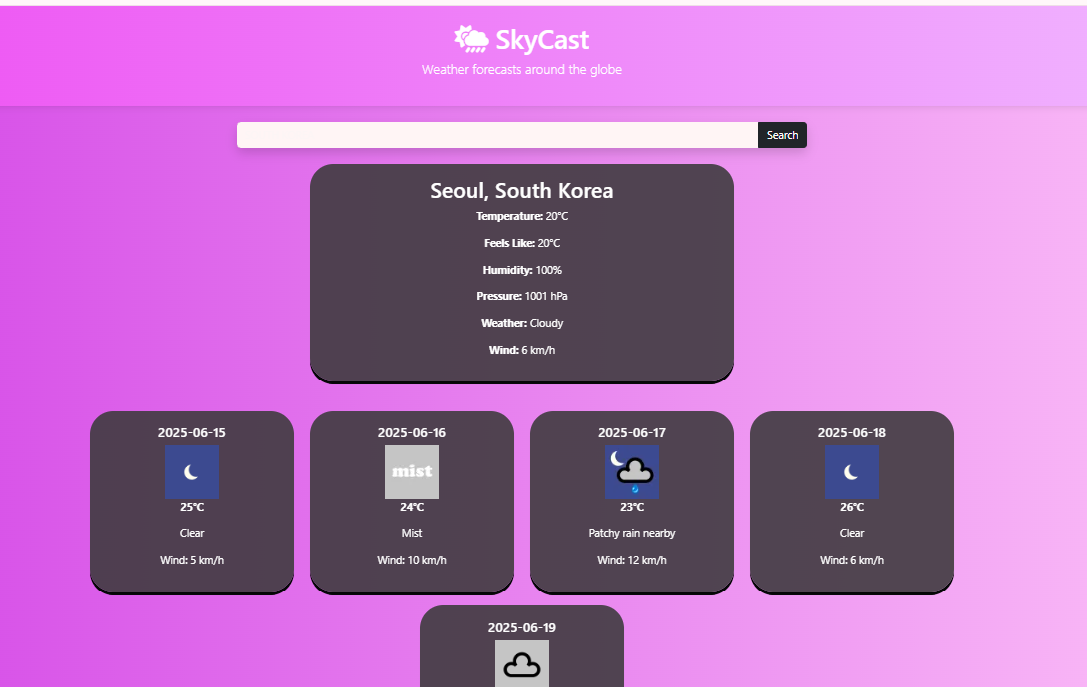 SkyCast
Weather forecasts around the globe
Search
Seoul, South Korea
Temperature: 20°C
Feels Like: 20°C
Humidity: 100%
Pressure: 1001 hPa
Weather: Cloudy
Wind: 6 km/h
2025-06-15
25°C
Clear
Wind: 5 km/h
2025-06-16
mist
24°C
Mist
Wind: 10 km/h
2025-06-17
23°C
Patchy rain nearby
Wind: 12 km/h
2025-06-18
26°C
Clear
Wind: 6 km/h
2025-06-19